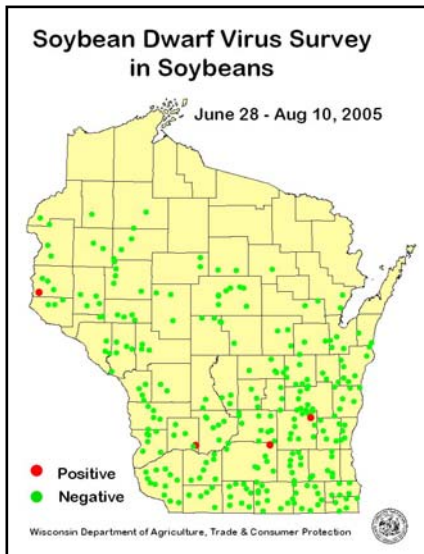 Soybean Dwarf Virus Survey
in Soybeans
June 28 - Aug 10, 2005
Positive
Negative
Wisconsin Department of Agriculture, Trade & Consumer Protection